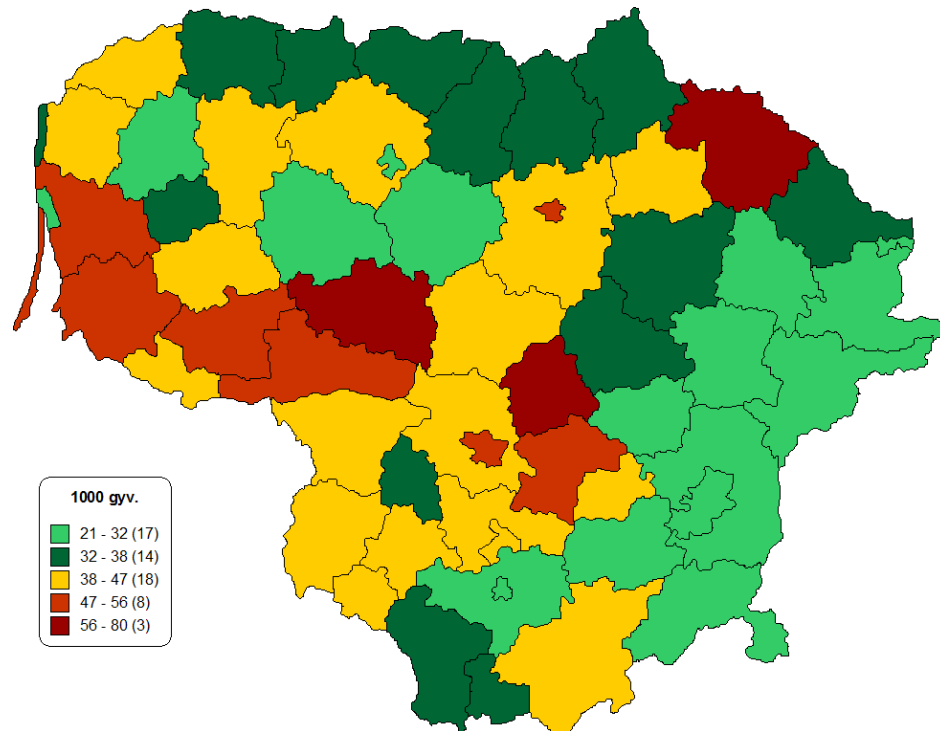 1000 gyv.
21 - 32 (17)
32 - 38 (14)
38 - 47 (18)
47 - 56 (8)
56 - 80 (3)